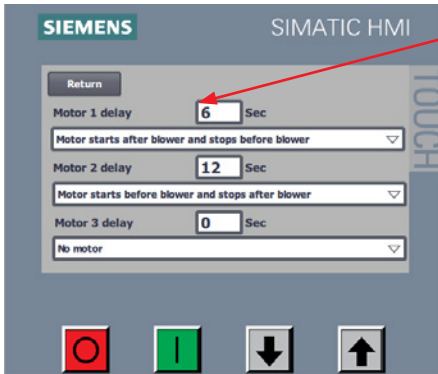 SIEMENS SIMATIC HMI
TOUCH
Return
Motor 1 delay 6 Sec
Motor starts after blower and stops before blower
Motor 2 delay 12 Sec
Motor starts before blower and stops after blower
Motor 3 delay 0 Sec
No motor